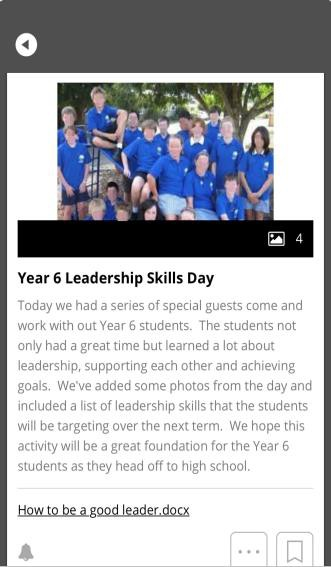 4
Year 6 Leadership Skills Day
Today we had a series of special guests come and
work with out Year 6 students.  The students not
only had a great time but learned a lot about
leadership, supporting each other and achieving
goals.  We've added some photos from the day and
included a list of leadership skills that the students
will be targeting over the next term.  We hope this
activity will be a great foundation for the Year 6
students as they head off to high school.
How to be a good leader.docx